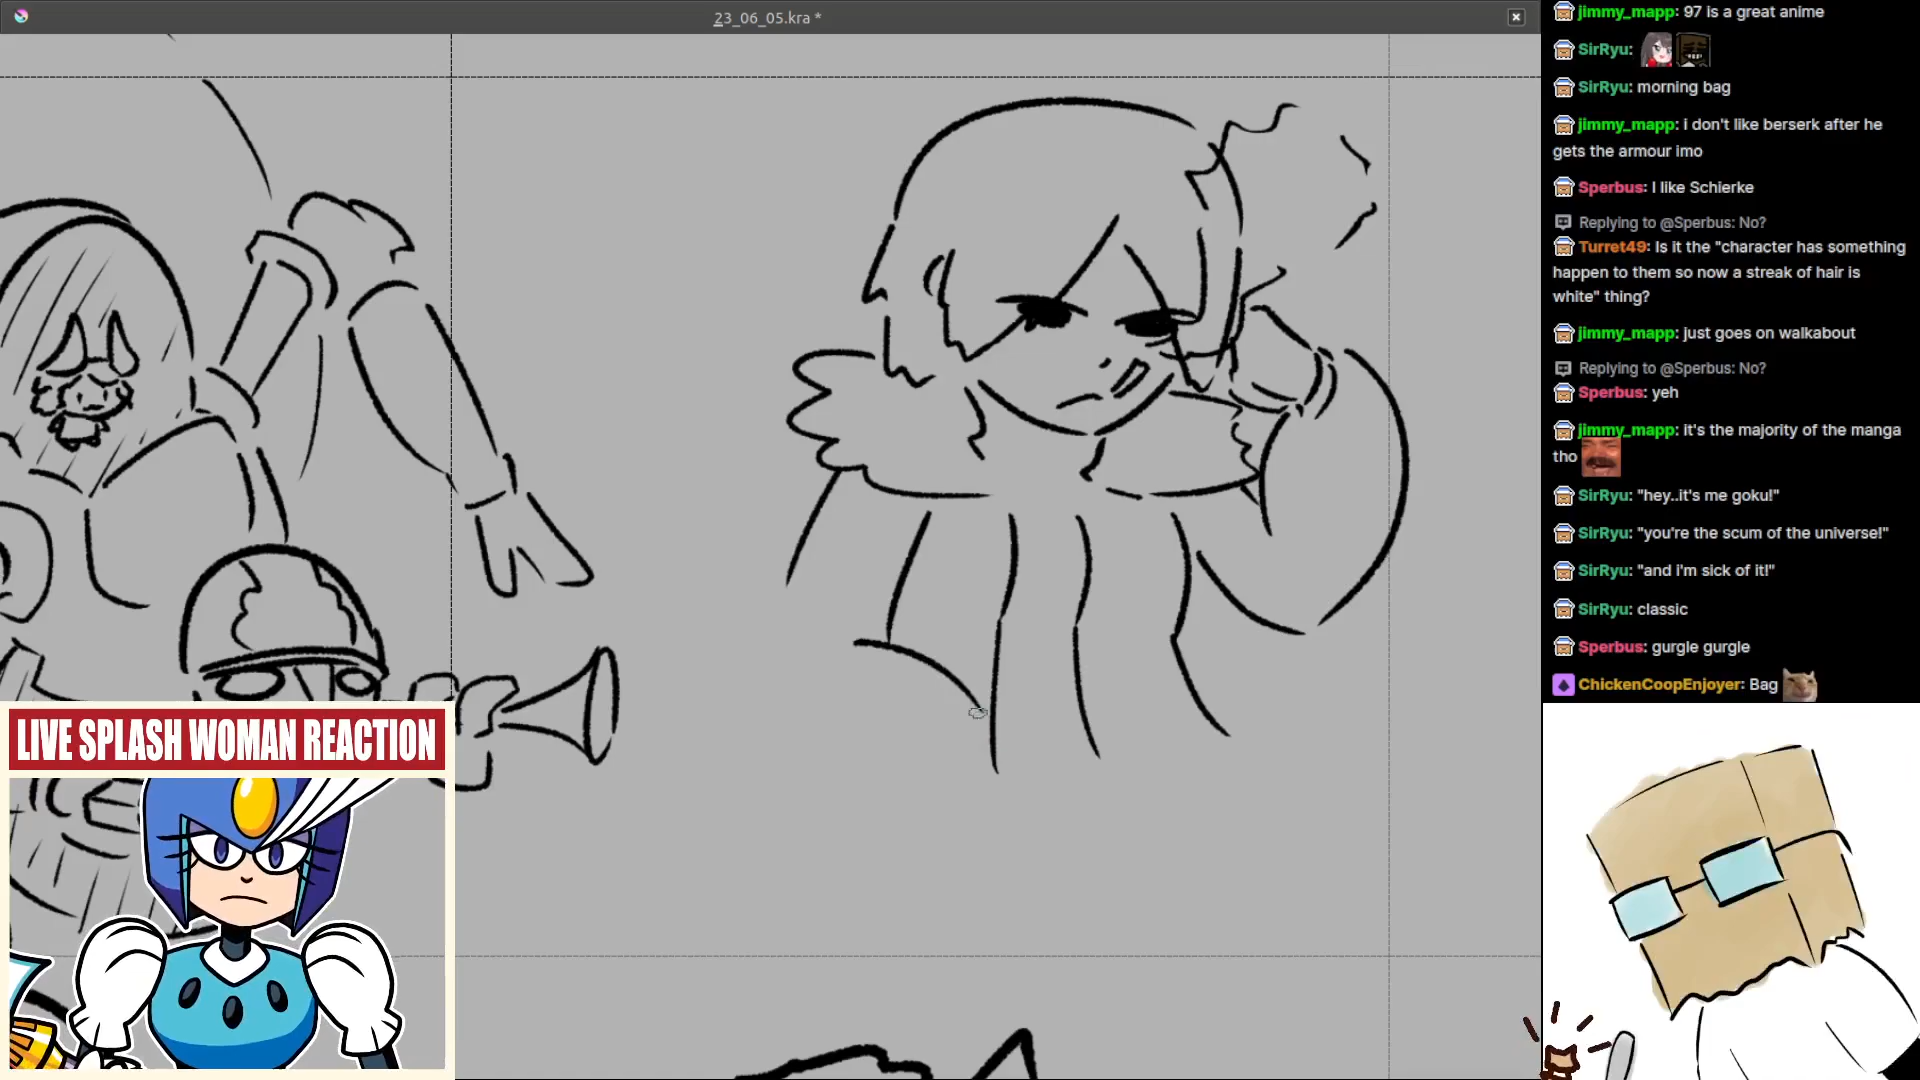 23_06_05.kra *
jimmy_mapp: 97 is a great anime
SirRyu:
SirRyu: morning bag
jimmy_mapp: i don't like berserk after he
gets the armour imo
Sperbus: I like Schierke
Replying to @Sperbus: No?
Turret49: Is it the "character has something
happen to them so now a streak of hair is
white" thing?
jimmy_mapp: just goes on walkabout
Replying to @Sperbus: No?
Sperbus: yeh
jimmy_mapp: it's the majority of the manga
tho
SirRyu: "hey..it's me goku!"
SirRyu: "you're the scum of the universe!"
SirRyu: "and i'm sick of it!"
SirRyu: classic
Sperbus: gurgle gurgle
ChickenCoopEnjoyer: Bag
LIVE SPLASH WOMAN REACTION